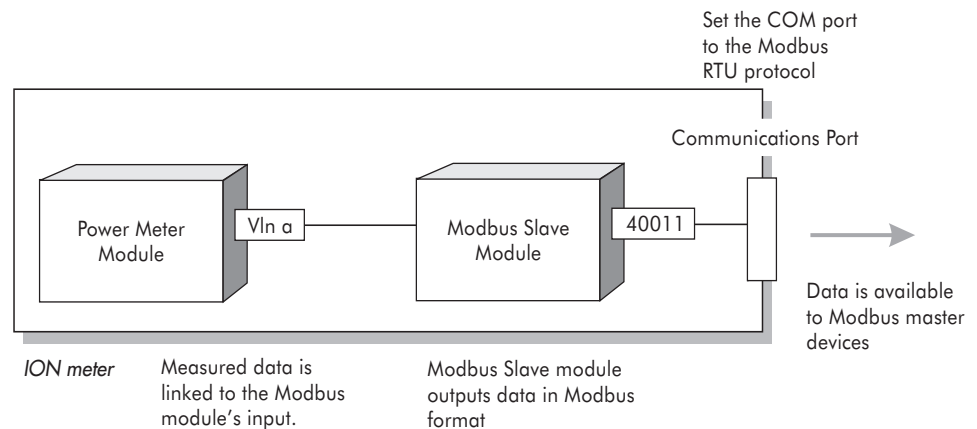 Set the COM port
to the Modbus
RTU protocol
Communications Port
Power Meter
Module
Vln a
Modbus Slave
Module
40011
Data is available
to Modbus master
devices
ION meter
Measured data is
linked to the Modbus
module's input.
Modbus Slave module
outputs data in Modbus
format